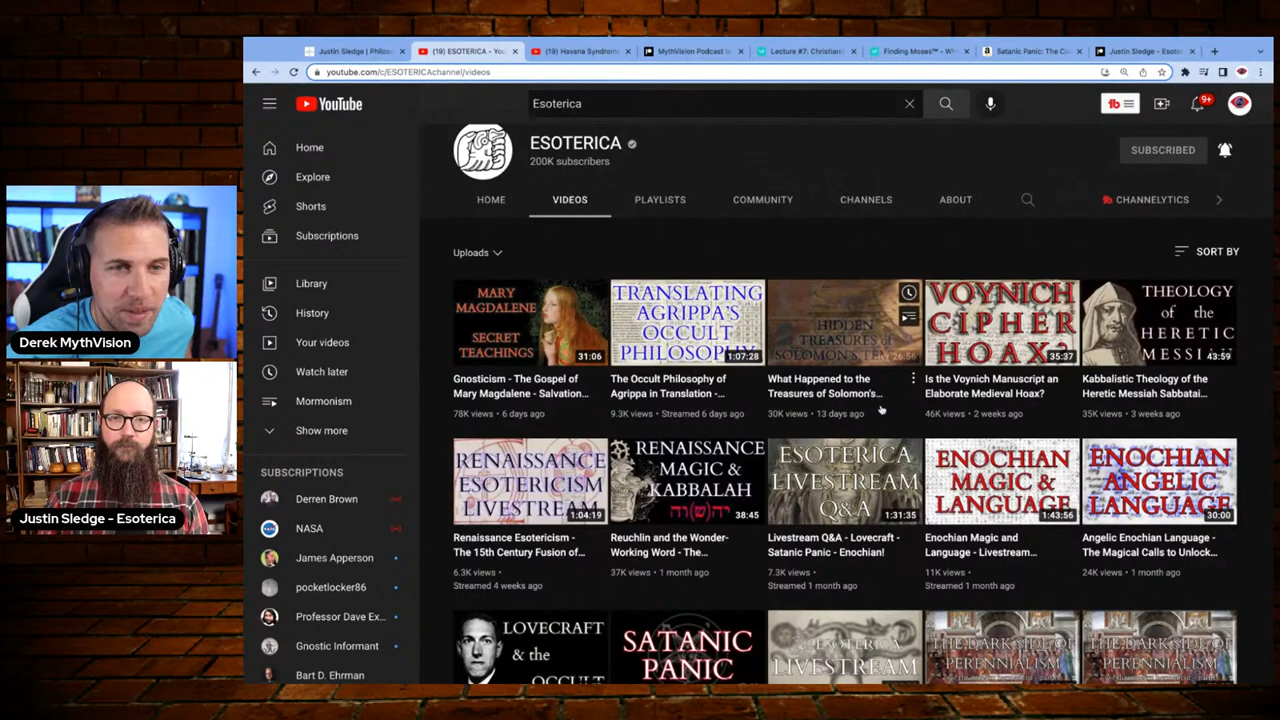 Justin Sledge | Philos
(19) ESOTERICA - You
(19) Havana Syndrome
MythVision Podcast is
Lecture #7: Christiani
Finding Moses™ - Wh
Satanic Panic: The C
Justin Sledge - Esote
youtube.com/c/ESOTERICAchannel/videos
YouTube
Esoterica
9+
Home
Explore
Shorts
Subscriptions
Library
History
Your videos
Watch later
Mormonism
Show more
SUBSCRIPTIONS
Derren Brown
NASA
James Apperson
pocketlocker86
Professor Dave Ex...
Gnostic Informant
Bart D. Ehrman
ESOTERICA
200K subscribers
SUBSCRIBED
HOME
VIDEOS
PLAYLISTS
COMMUNITY
CHANNELS
ABOUT
CHANNELYTICS
Uploads
SORT BY
MARY
MAGDALENE
SECRET
TEACHINGS
31:06
Gnosticism - The Gospel of
Mary Magdalene - Salvation...
78K views • 6 days ago
TRANSLATING
AGRIPPA'S
OCCULT
PHILOSOPHY
1:07:28
The Occult Philosophy of
Agrippa in Translation -...
9.3K views • Streamed 6 days ago
HIDDEN
TREASURES of
SOLOMON'S
26:56
What Happened to the
Treasures of Solomon's...
30K views • 13 days ago
VOYNICH
CIPHER
HOAX?
35:37
Is the Voynich Manuscript an
Elaborate Medieval Hoax?
46K views • 2 weeks ago
THEOLOGY
of the
HERETIC
MESSIAH
43:59
Kabbalistic Theology of the
Heretic Messiah Sabbatai...
35K views • 3 weeks ago
RENAISSANCE
ESOTERICISM
LIVESTREAM
1:04:19
Renaissance Esotericism -
The 15th Century Fusion of...
6.3K views •
Streamed 4 weeks ago
RENAISSANCE
MAGIC &
KABBALAH
יה(ש)וה
38:45
Reuchlin and the Wonder-
Working Word - The...
37K views • 1 month ago
ESOTERICA
LIVESTREAM
Q&A
1:31:35
Livestream Q&A - Lovecraft -
Satanic Panic - Enochian!
7.3K views •
Streamed 1 month ago
ENOCHIAN
MAGIC &
LANGUAGE
1:43:56
Enochian Magic and
Language - Livestream...
11K views •
Streamed 1 month ago
ENOCHIAN
ANGELIC
LANGUAGE
30:00
Angelic Enochian Language -
The Magical Calls to Unlock...
24K views • 1 month ago
LOVECRAFT
& the
OCCULT
SATANIC
PANIC
ESOTERICA
LIVESTREAM
THE DARK SIDE OF
PERENNIALISM
THE DARK SIDE OF
PERENNIALISM
Derek MythVision
Justin Sledge - Esoterica